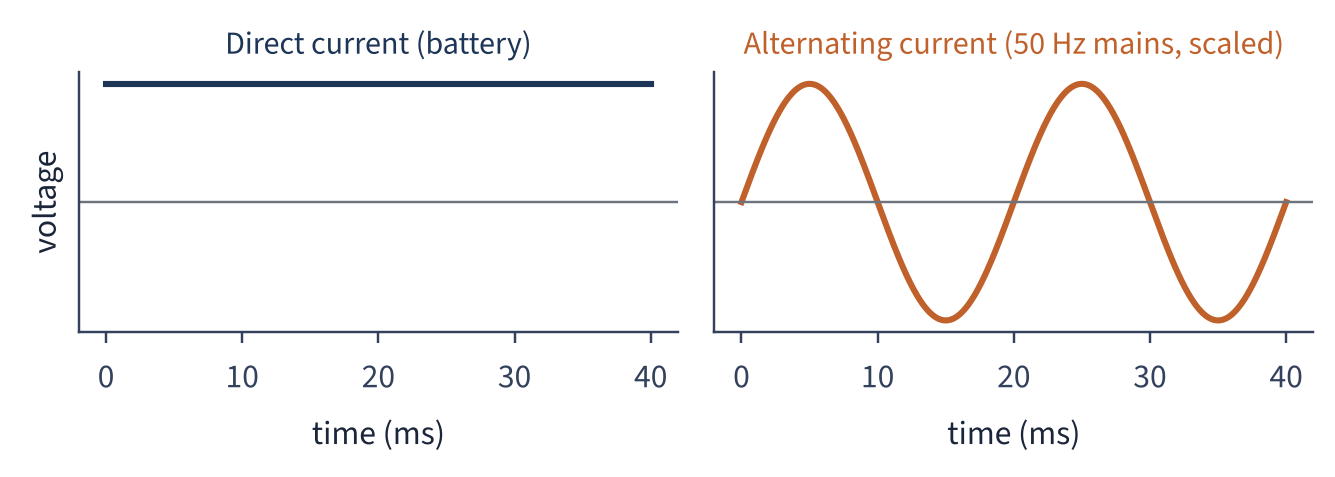 Direct current (battery)
voltage
0 10 20 30 40
time (ms)
Alternating current (50 Hz mains, scaled)
0 10 20 30 40
time (ms)